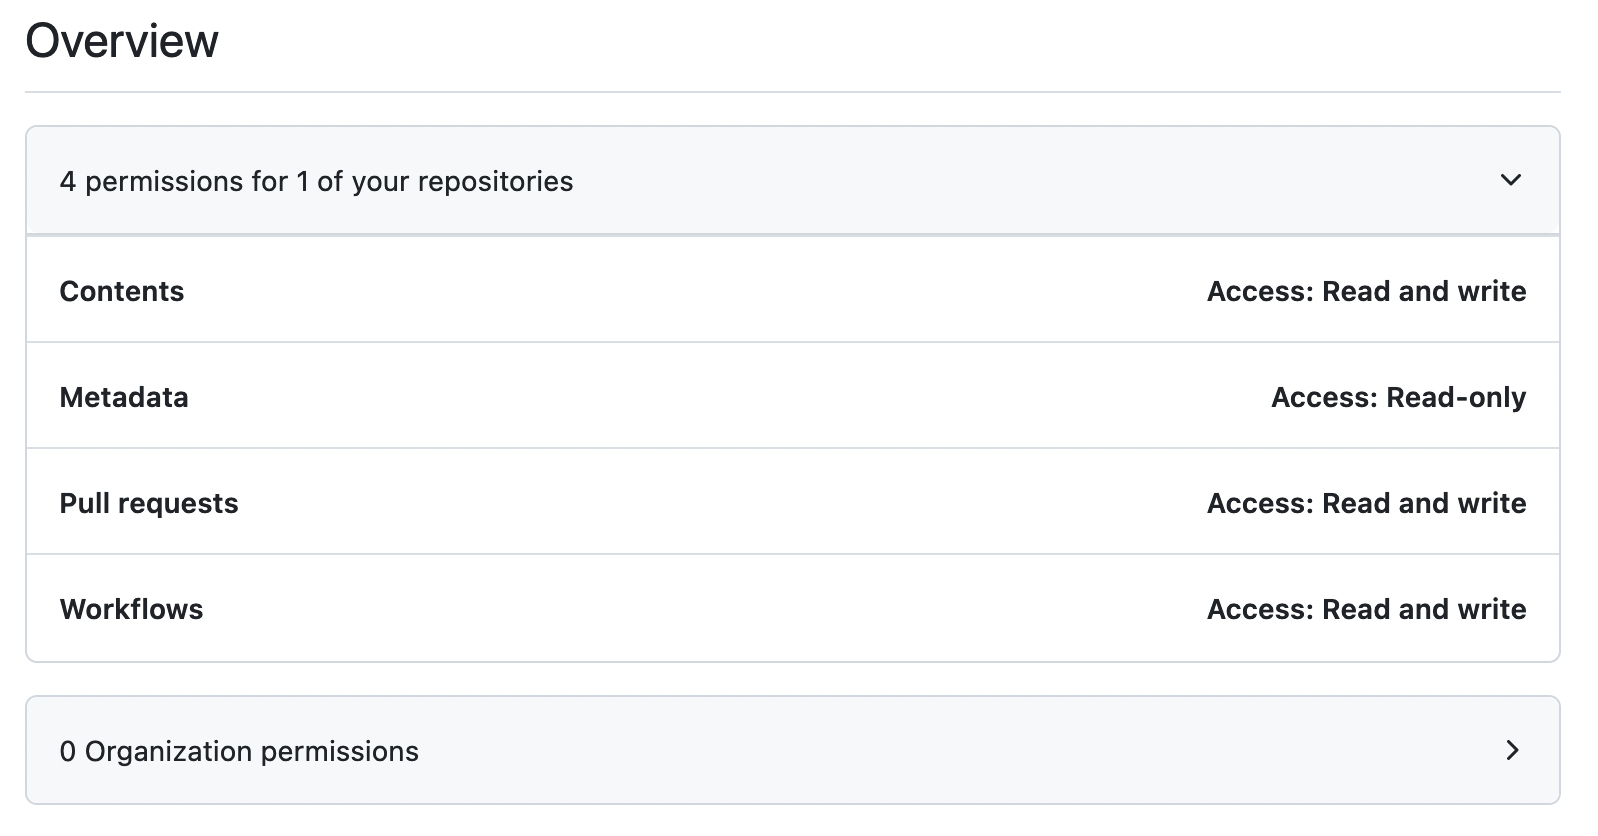 Overview
4 permissions for 1 of your repositories
Contents Access: Read and write
Metadata Access: Read-only
Pull requests Access: Read and write
Workflows Access: Read and write
0 Organization permissions